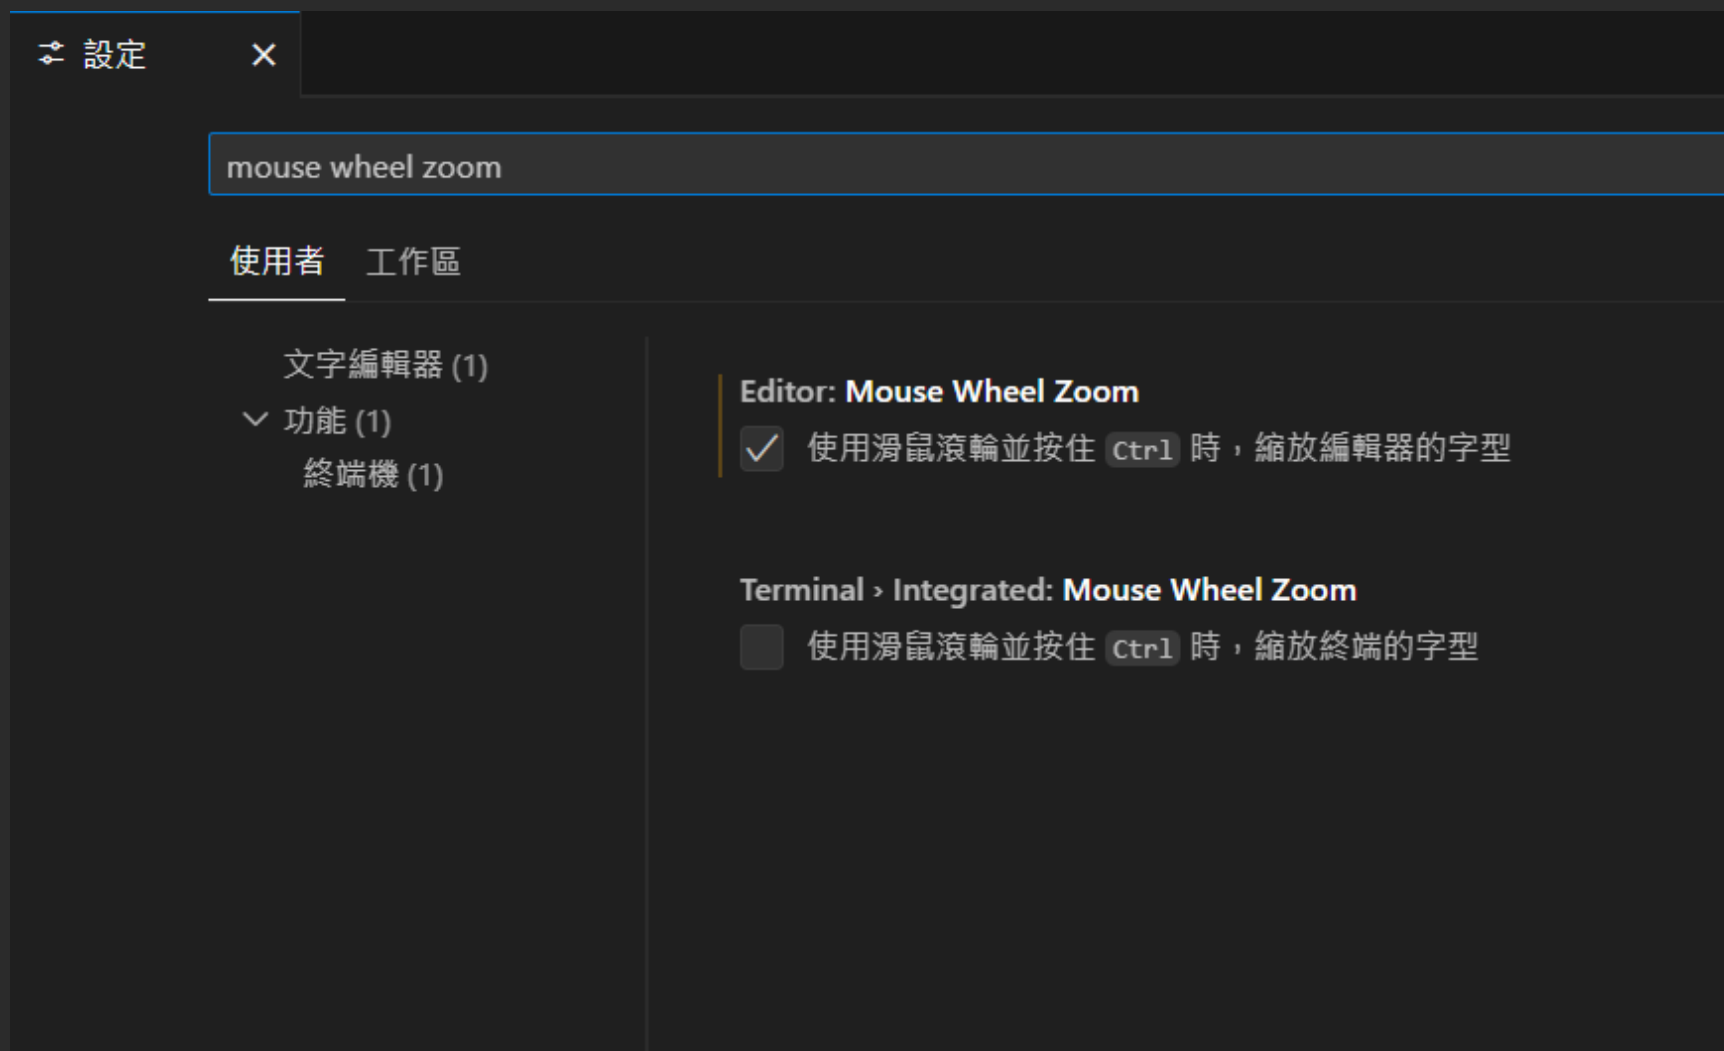 設定
mouse wheel zoom
使用者 工作區
文字編輯器 (1)
功能 (1)
終端機 (1)
Editor: Mouse Wheel Zoom
使用滑鼠滾輪並按住 Ctrl 時，縮放編輯器的字型
Terminal › Integrated: Mouse Wheel Zoom
使用滑鼠滾輪並按住 Ctrl 時，縮放終端的字型